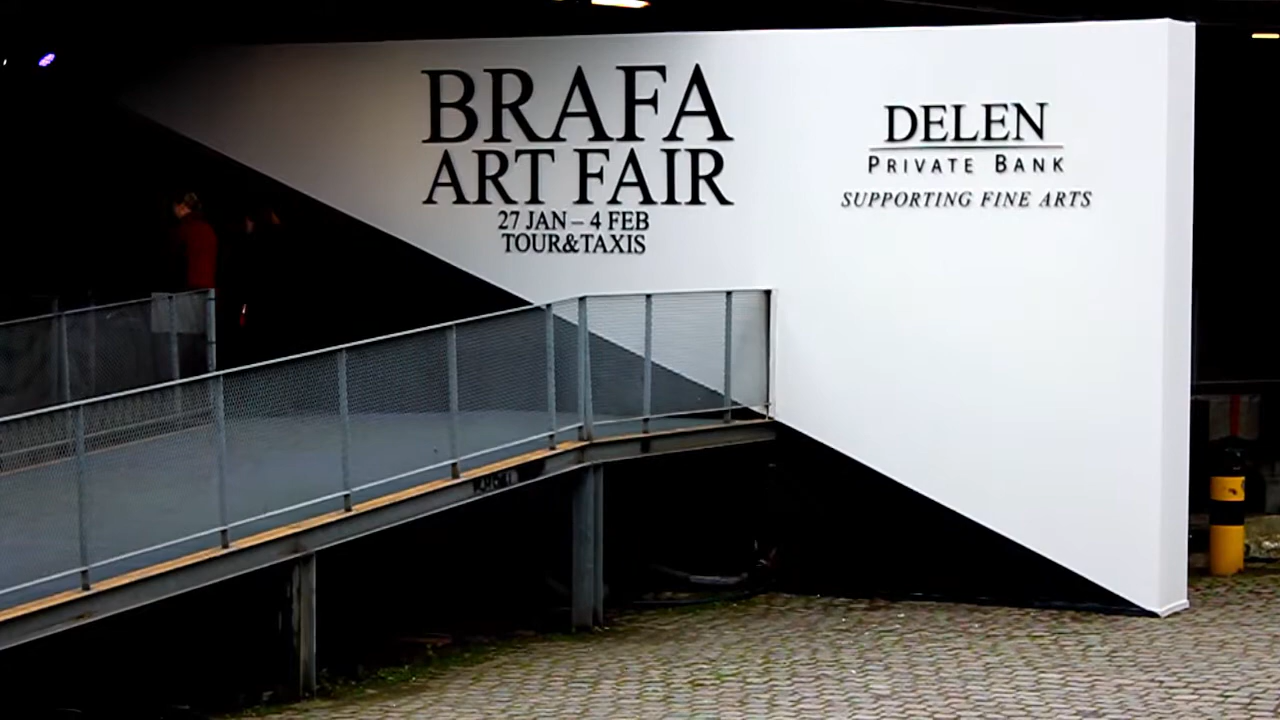 BRAFA
ART FAIR
27 JAN – 4 FEB
TOUR&TAXIS
DELEN
PRIVATE BANK
SUPPORTING FINE ARTS